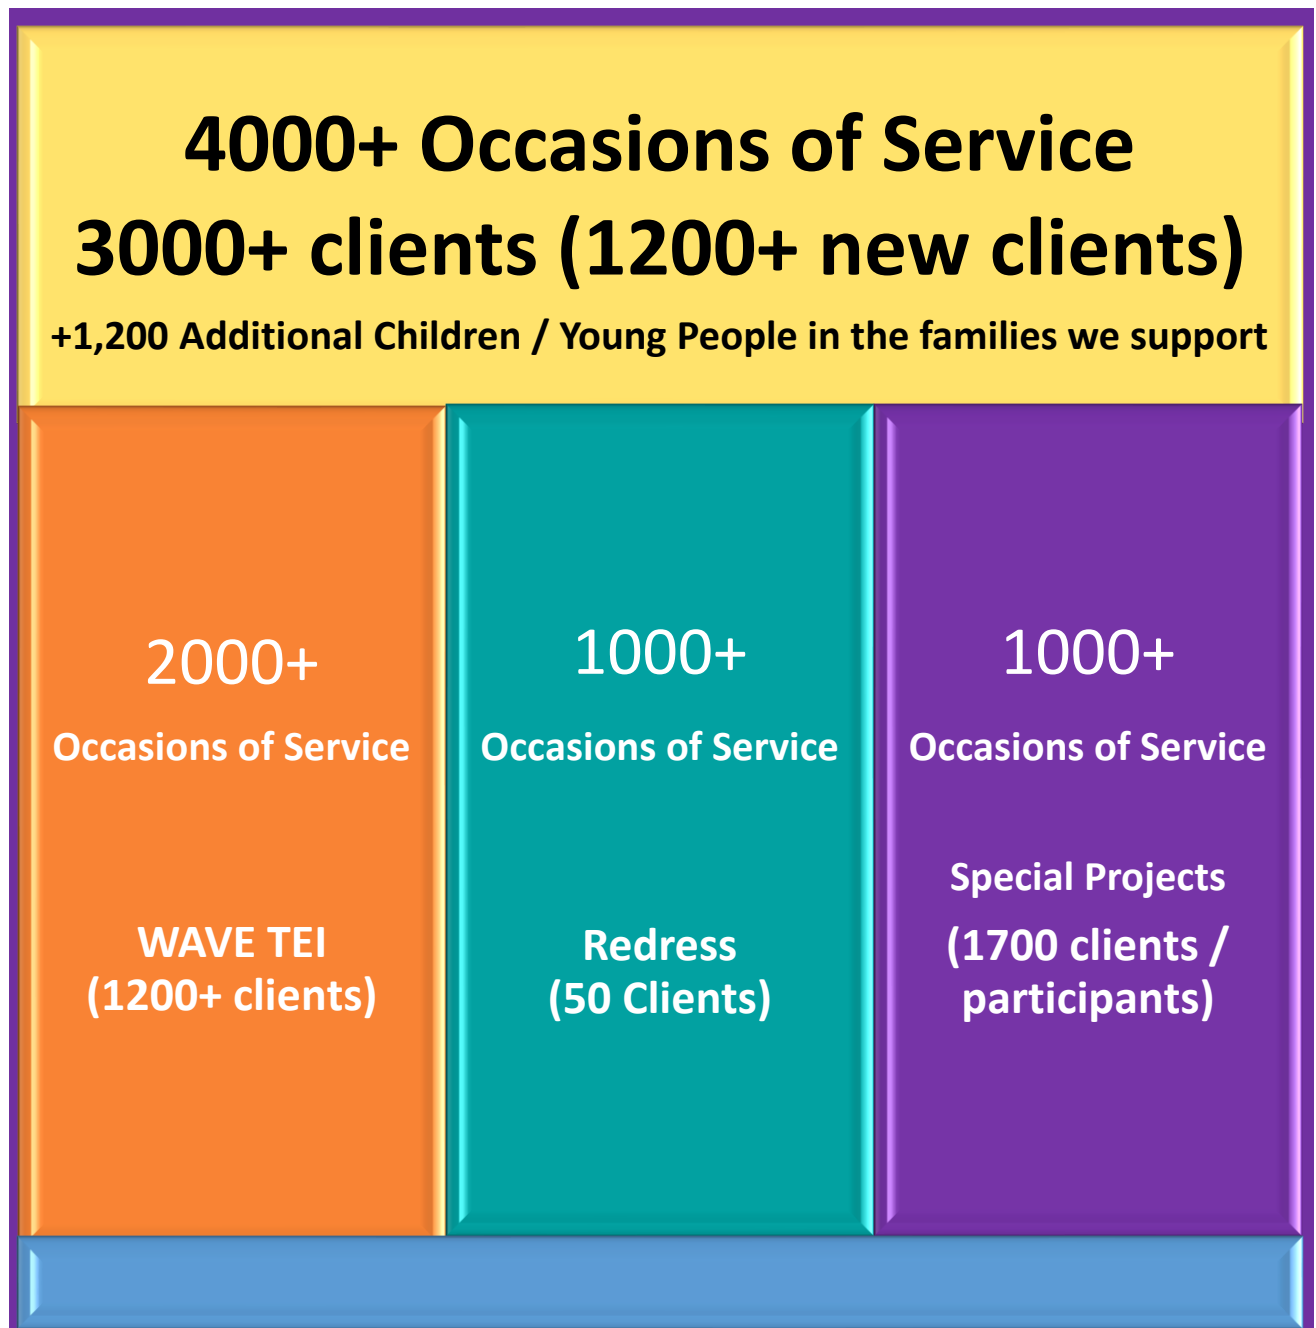 4000+ Occasions of Service
3000+ clients (1200+ new clients)
+1,200 Additional Children / Young People in the families we support
2000+
Occasions of Service
WAVE TEI
(1200+ clients)
1000+
Occasions of Service
Redress
(50 Clients)
1000+
Occasions of Service
Special Projects
(1700 clients /
participants)